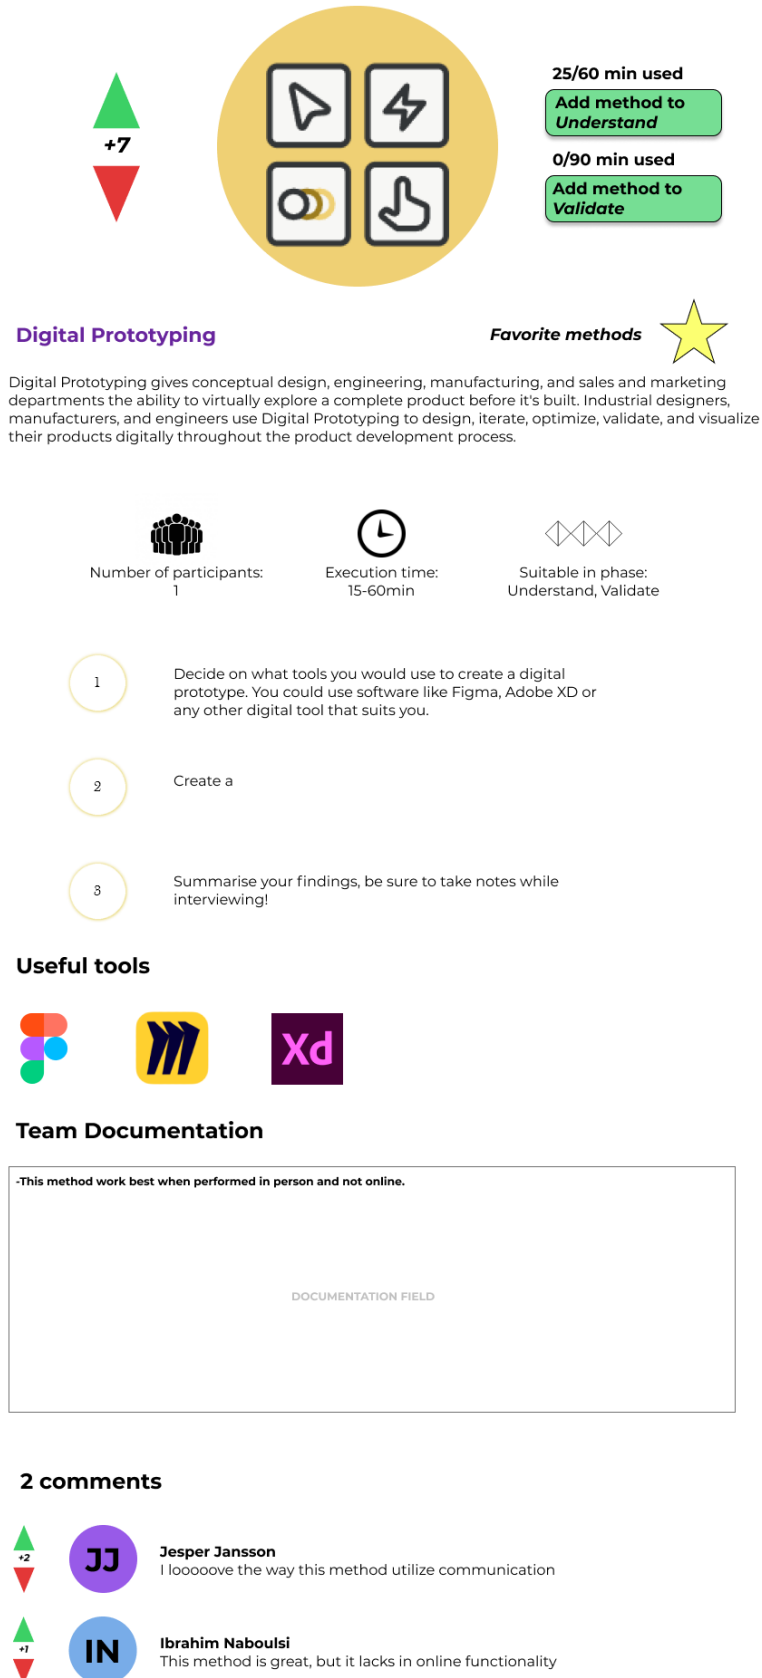 25/60 min used
Add method to
Understand
+7
0/90 min used
Add method to
Validate
Digital Prototyping
Favorite methods
Digital Prototyping gives conceptual design, engineering, manufacturing, and sales and marketing
departments the ability to virtually explore a complete product before it's built. Industrial designers,
manufacturers, and engineers use Digital Prototyping to design, iterate, optimize, validate, and visualize
their products digitally throughout the product development process.
Number of participants:
1
Execution time:
15-60min
Suitable in phase:
Understand, Validate
1
Decide on what tools you would use to create a digital
prototype. You could use software like Figma, Adobe XD or
any other digital tool that suits you.
2
Create a
3
Summarise your findings, be sure to take notes while
interviewing!
Useful tools
Xd
Team Documentation
-This method work best when performed in person and not online.
DOCUMENTATION FIELD
2 comments
+2
JJ
Jesper Jansson
I looooove the way this method utilize communication
+1
IN
Ibrahim Naboulsi
This method is great, but it lacks in online functionality